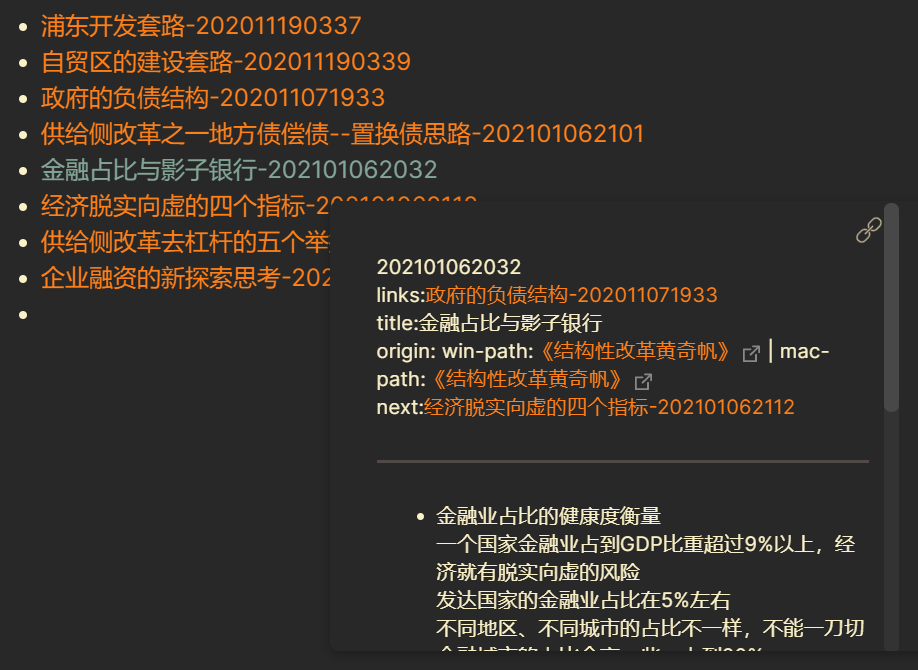 浦东开发套路-202011190337
自贸区的建设套路-202011190339
政府的负债结构-202011071933
供给侧改革之一地方债偿债--置换债思路-202101062101
金融占比与影子银行-202101062032
经济脱实向虚的四个指标-202101062112
供给侧改革去杠杆的五个举
企业融资的新探索思考-202
202101062032
links:政府的负债结构-202011071933
title:金融占比与影子银行
origin: win-path:《结构性改革黄奇帆》 | mac-
path:《结构性改革黄奇帆》
next:经济脱实向虚的四个指标-202101062112
金融业占比的健康度衡量
一个国家金融业占到GDP比重超过9%以上，经
济就有脱实向虚的风险
发达国家的金融业占比在5%左右
不同地区、不同城市的占比不一样，不能一刀切